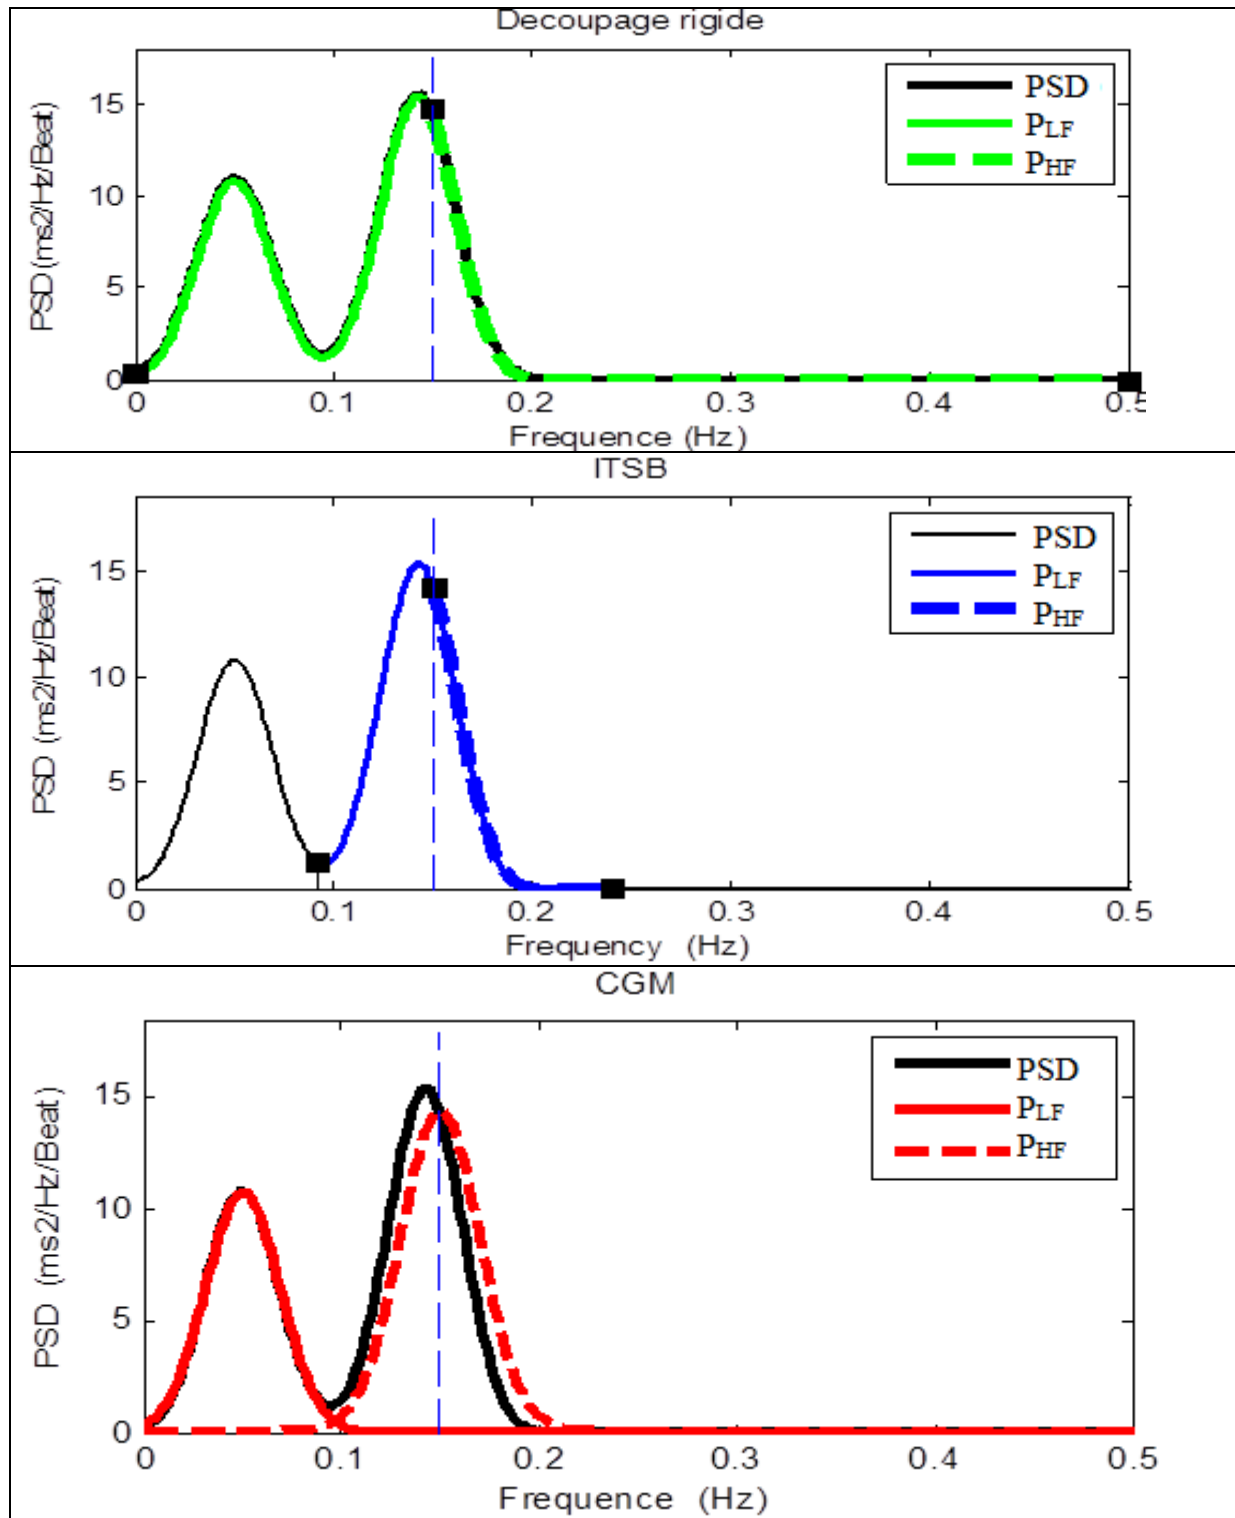 Decoupage rigide
PSD (ms2/Hz/Beat)
15
10
5
0
PSD
PLF
PHF
0 0.1 0.2 0.3 0.4 0.5
Frequence (Hz)
ITSB
PSD (ms2/Hz/Beat)
15
10
5
0
PSD
PLF
PHF
0 0.1 0.2 0.3 0.4 0.5
Frequency (Hz)
CGM
PSD (ms2/Hz/Beat)
15
10
5
0
PSD
PLF
PHF
0 0.1 0.2 0.3 0.4 0.5
Frequence (Hz)